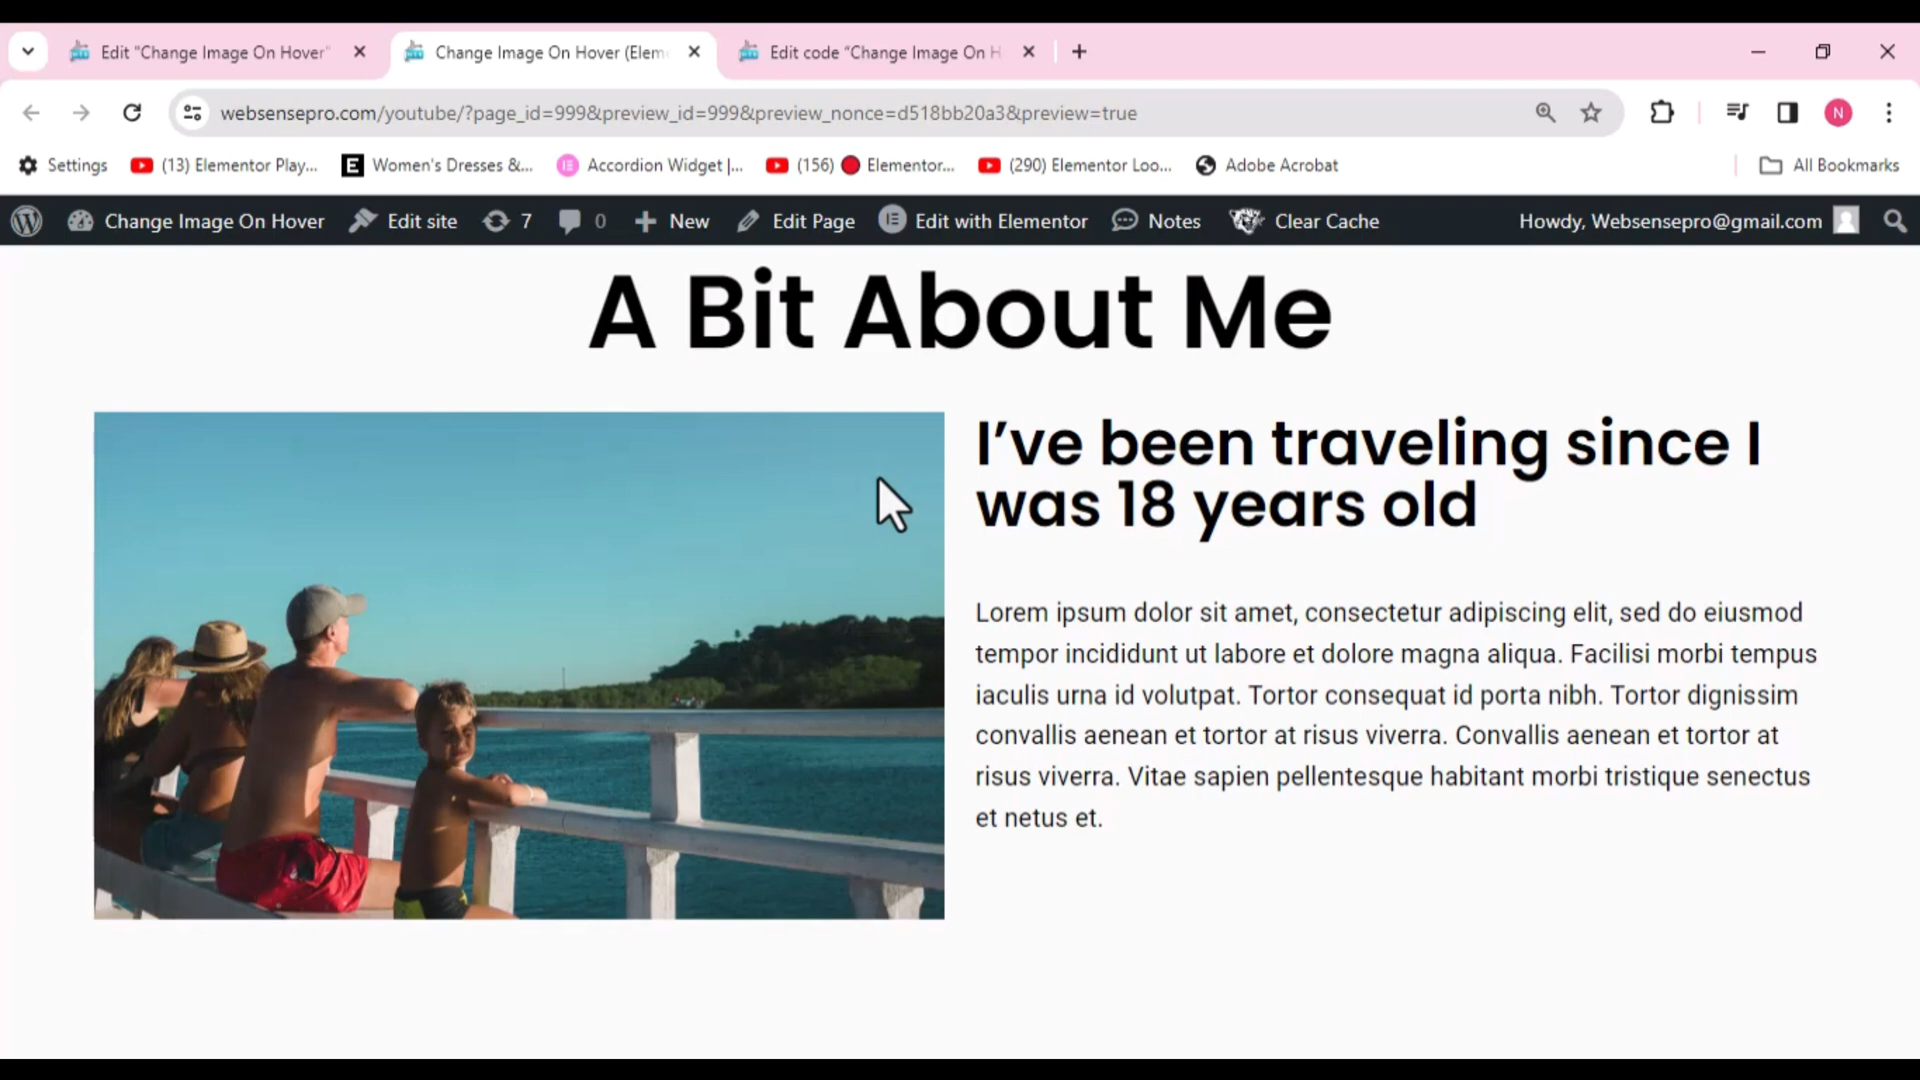 Edit "Change Image On Hover"
Change Image On Hover (Elem
Edit code "Change Image On H
websensepro.com/youtube/?page_id=999&preview_id=999&preview_nonce=d518bb20a3&preview=true
N
Settings
(13) Elementor Play...
E
Women's Dresses &...
Accordion Widget |...
(156) Elementor...
(290) Elementor Loo...
Adobe Acrobat
All Bookmarks
Change Image On Hover
Edit site
7
0
New
Edit Page
Edit with Elementor
Notes
Clear Cache
Howdy, Websensepro@gmail.com
A Bit About Me
I’ve been traveling since I
was 18 years old
Lorem ipsum dolor sit amet, consectetur adipiscing elit, sed do eiusmod
tempor incididunt ut labore et dolore magna aliqua. Facilisi morbi tempus
iaculis urna id volutpat. Tortor consequat id porta nibh. Tortor dignissim
convallis aenean et tortor at risus viverra. Convallis aenean et tortor at
risus viverra. Vitae sapien pellentesque habitant morbi tristique senectus
et netus et.